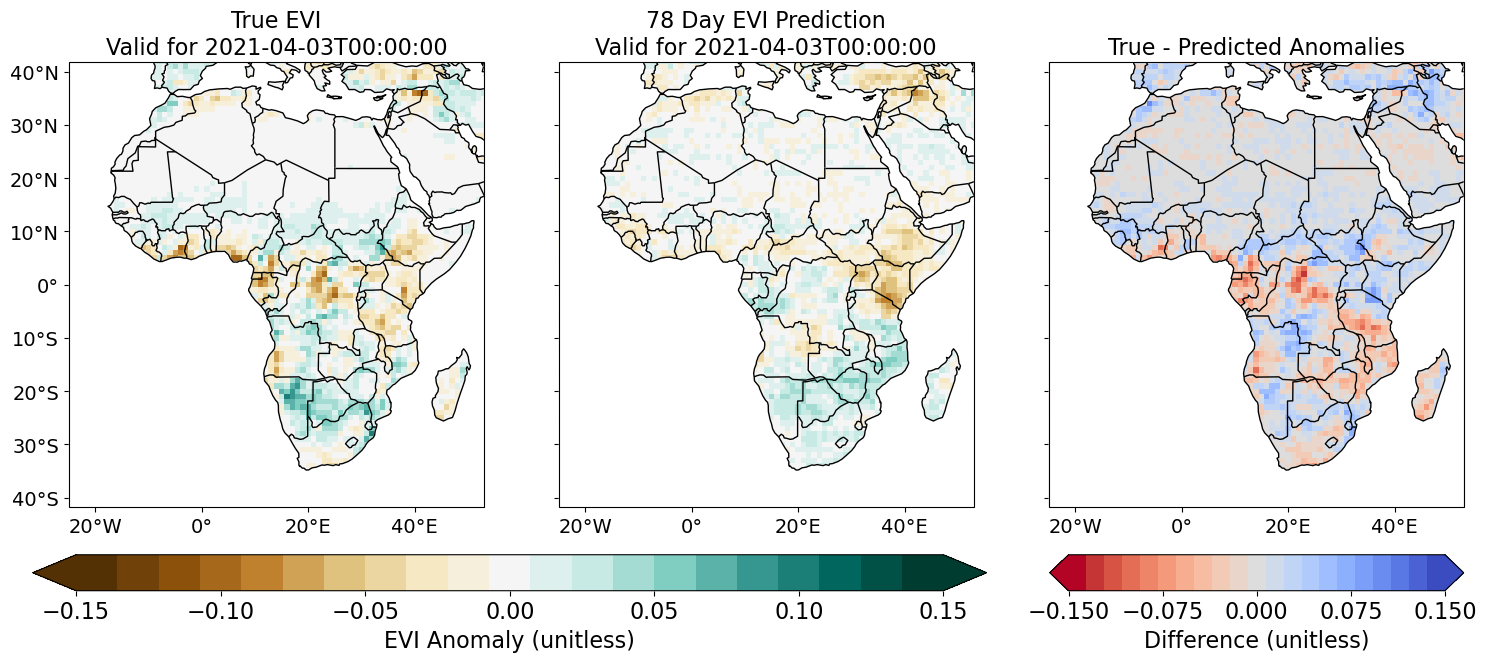 True EVI
Valid for 2021-04-03T00:00:00
78 Day EVI Prediction
Valid for 2021-04-03T00:00:00
True - Predicted Anomalies
40°N
30°N
20°N
10°N
0°
10°S
20°S
30°S
40°S
20°W 0° 20°E 40°E
20°W 0° 20°E 40°E
20°W 0° 20°E 40°E
−0.15 −0.10 −0.05 0.00 0.05 0.10 0.15
EVI Anomaly (unitless)
−0.150 −0.075 0.000 0.075 0.150
Difference (unitless)